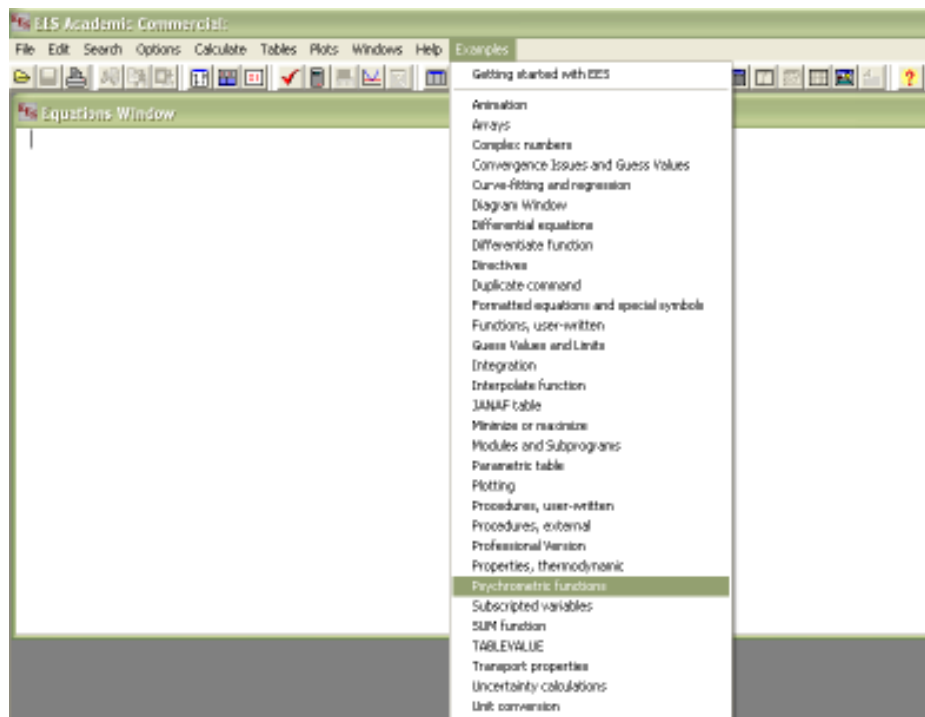 EES Academic Commercial:
File Edit Search Options Calculate Tables Plots Windows Help Examples
Equations Window
Getting started with EES
Animation
Arrays
Complex numbers
Convergence Issues and Guess Values
Curve-fitting and regression
Diagram Window
Differential equations
Differentiate function
Directives
Duplicate command
Formatted equations and special symbols
Functions, user-written
Guess Values and Limits
Integration
Interpolate function
JANAF table
Minimize or maximize
Modules and Subprograms
Parametric table
Plotting
Procedures, user-written
Procedures, external
Professional Version
Properties, thermodynamic
Psychrometric functions
Subscripted variables
SUM function
TABLEVALUE
Transport properties
Uncertainty calculations
Unit conversion